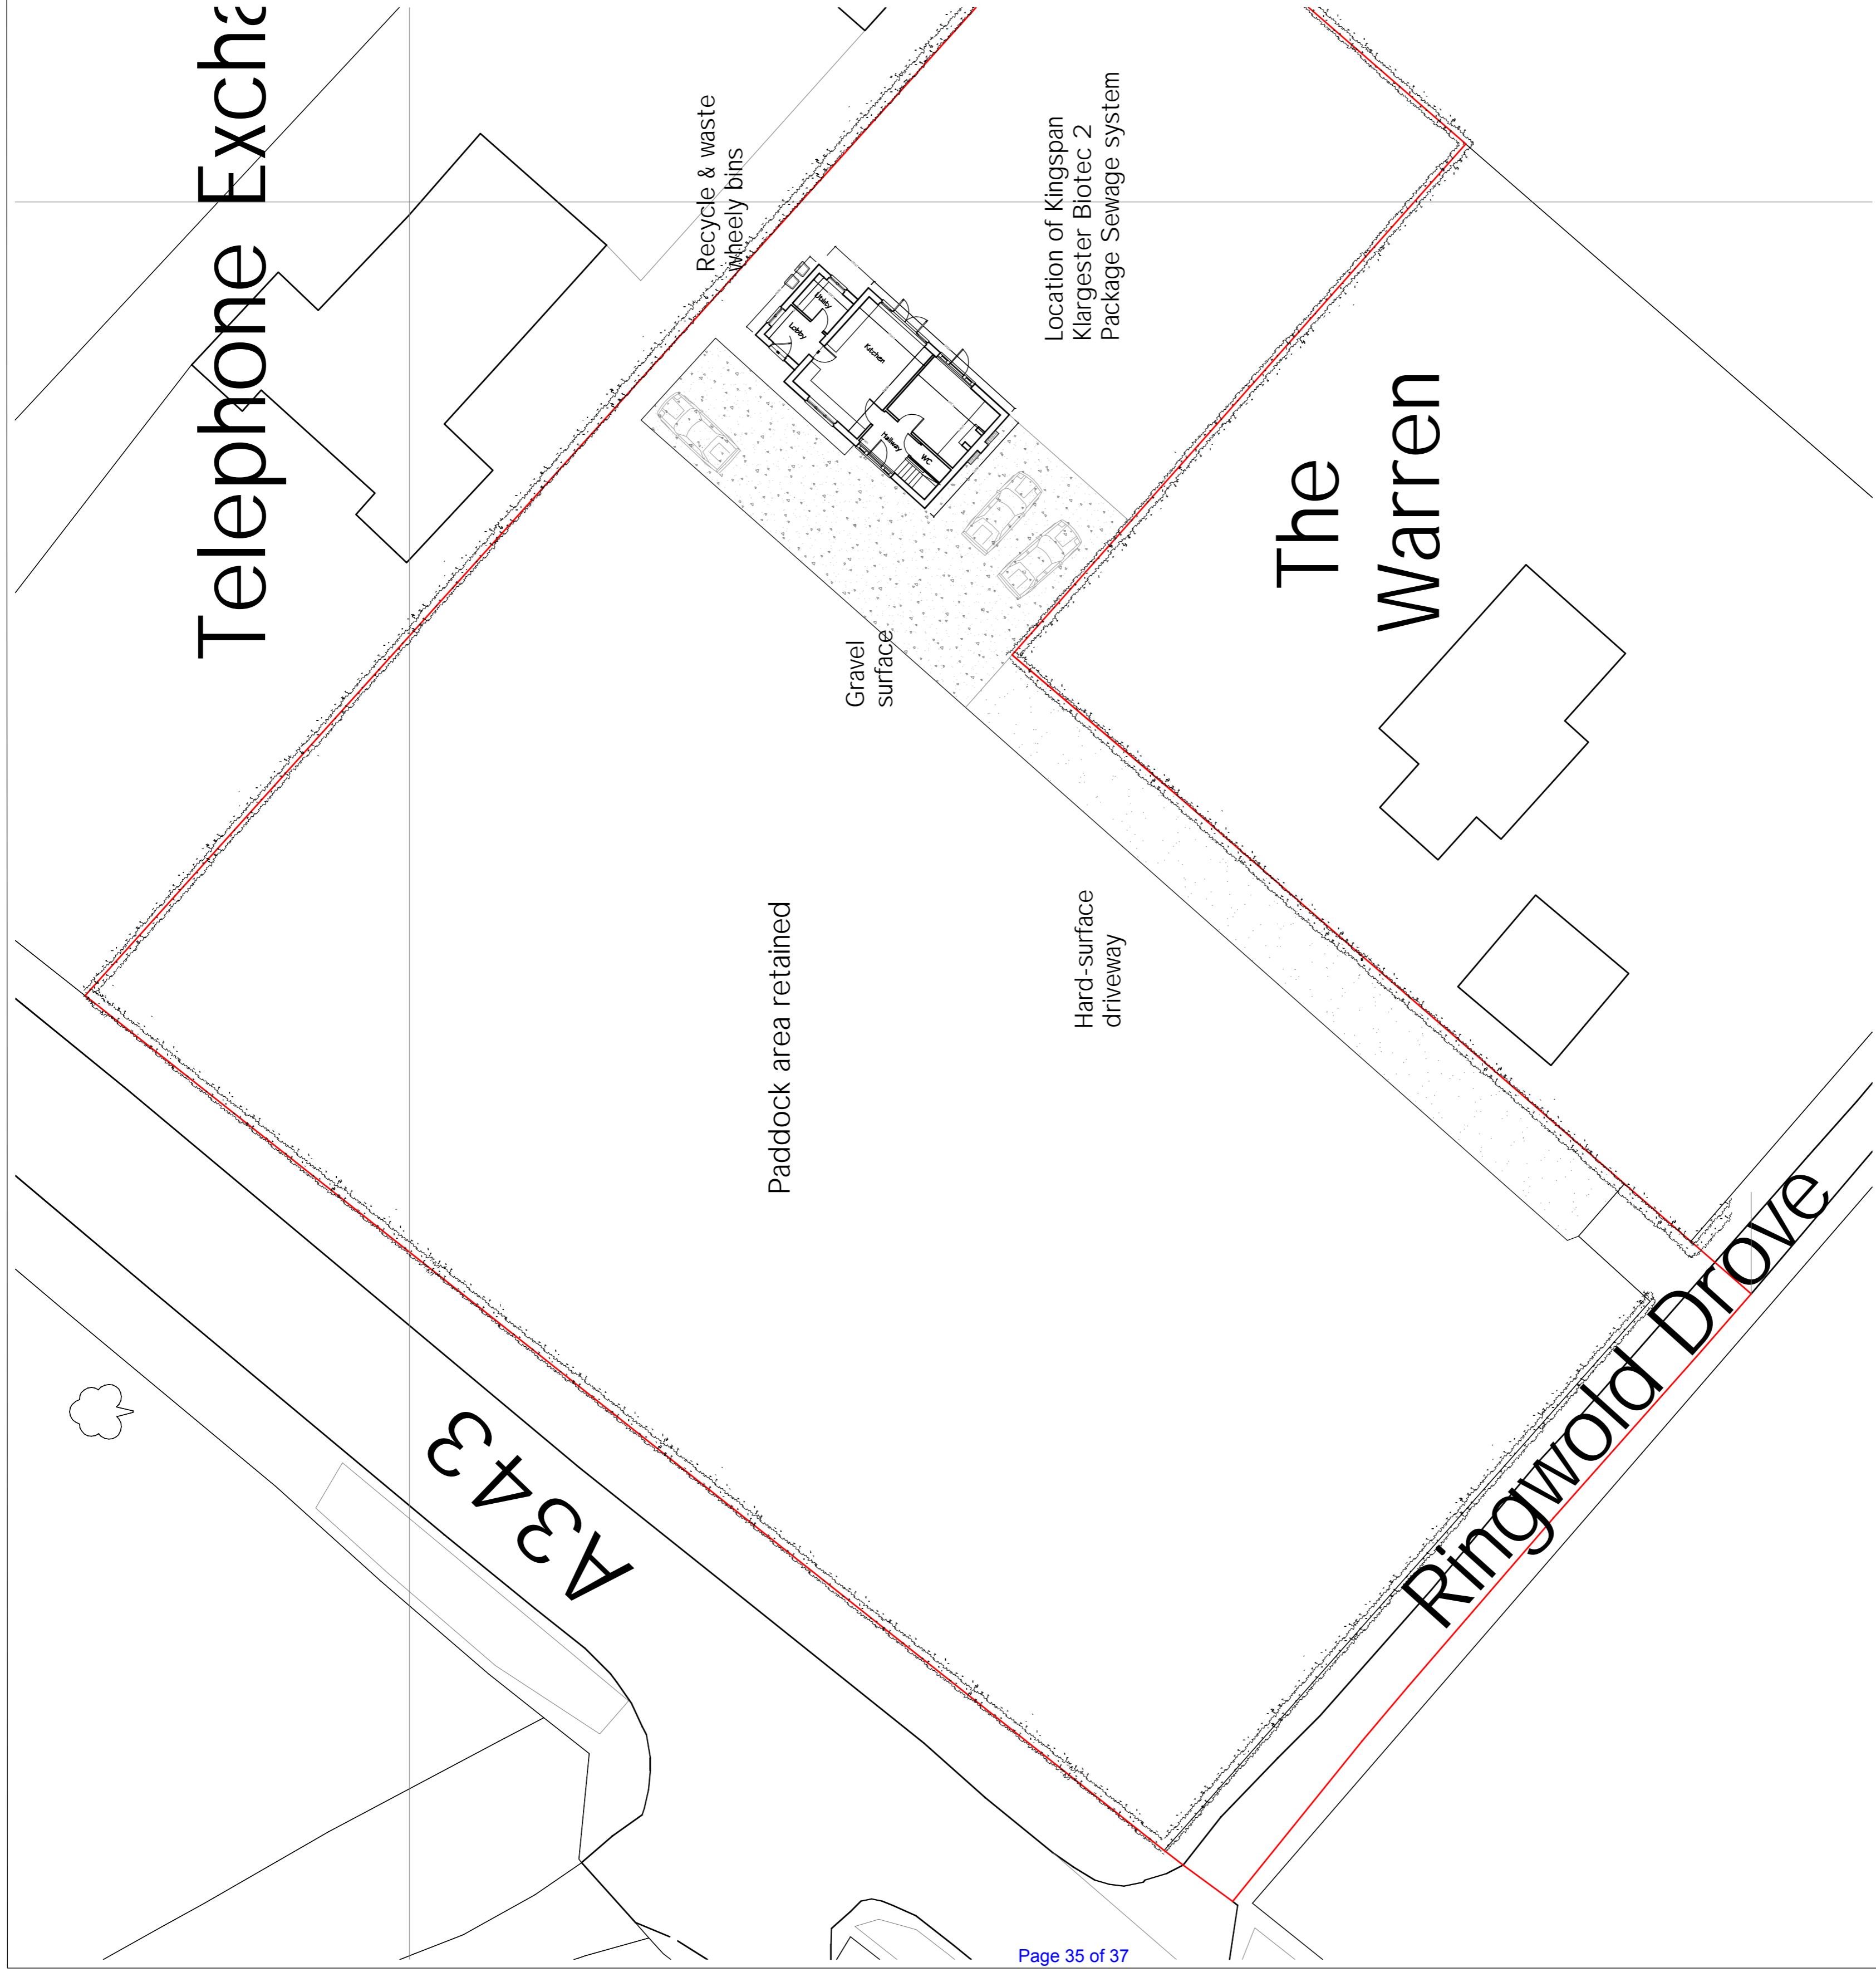 Telephone Excha
Recycle & waste
wheely bins
Location of Kingspan
Klargester Biotec 2
Package Sewage system
Utility
Lobby
Kitchen
Hallway
WC
The
Warren
Gravel
surface
Paddock area retained
Hard-surface
driveway
A343
Ringwold Drove
Page 35 of 37